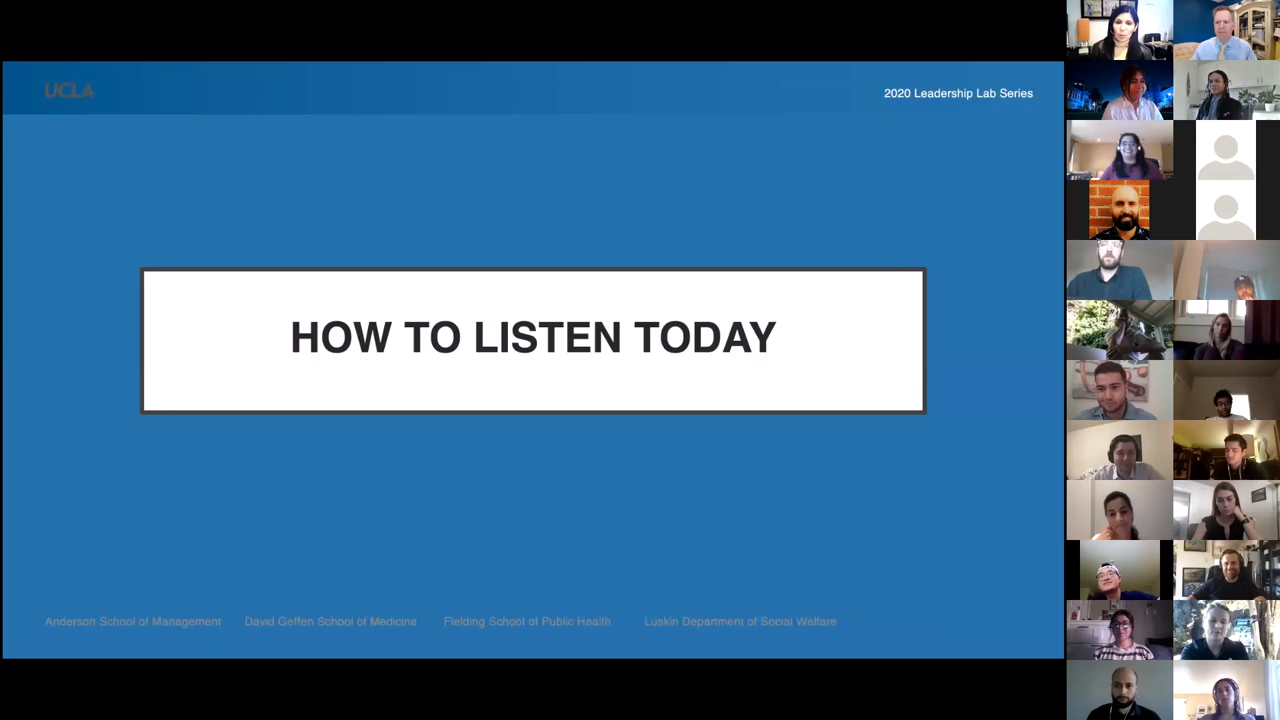 UCLA
2020 Leadership Lab Series
HOW TO LISTEN TODAY
Anderson School of Management David Geffen School of Medicine Fielding School of Public Health Luskin Department of Social Welfare